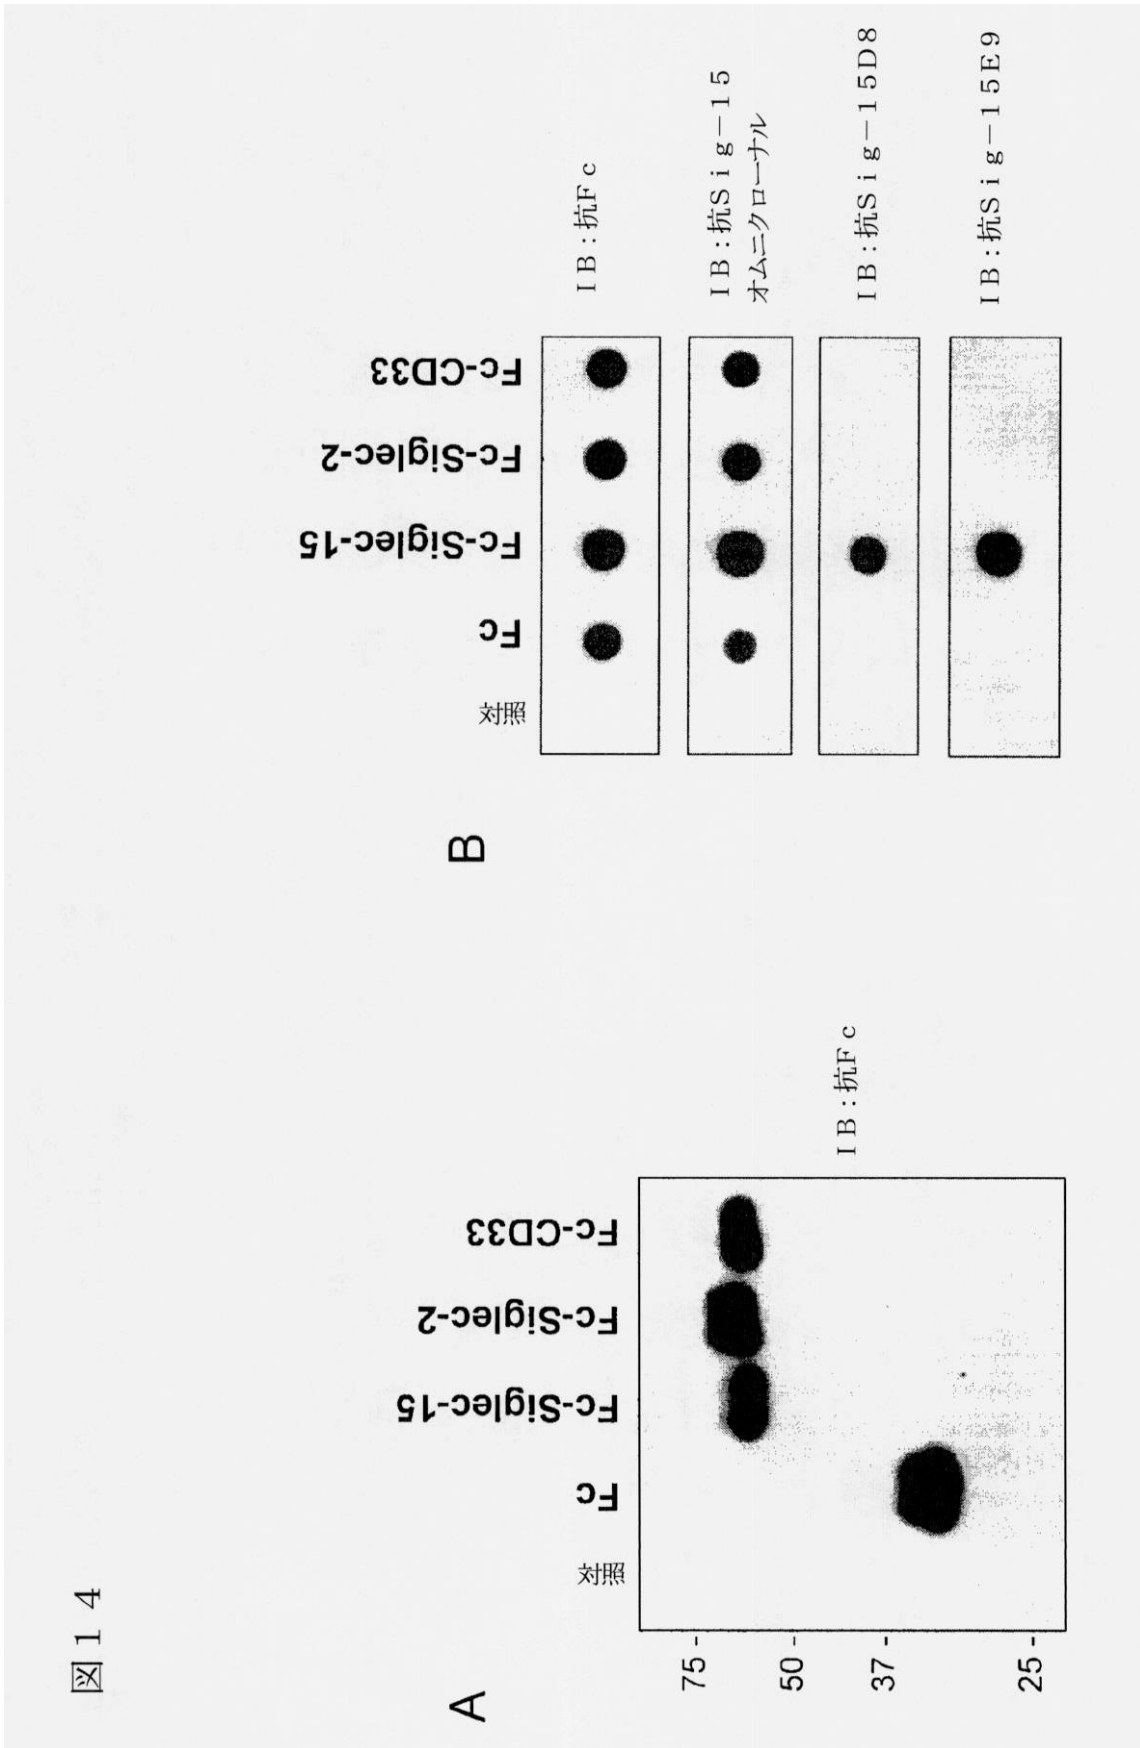 図１４
A
対照
Fc
Fc-Siglec-15
Fc-Siglec-2
Fc-CD33
75-
50-
37-
25-
ＩＢ：抗Ｆｃ
B
対照
Fc
Fc-Siglec-15
Fc-Siglec-2
Fc-CD33
ＩＢ：抗Ｆｃ
ＩＢ：抗Ｓｉｇ－１５
オムニクローナル
ＩＢ：抗Ｓｉｇ－１５Ｄ８
ＩＢ：抗Ｓｉｇ－１５Ｅ９